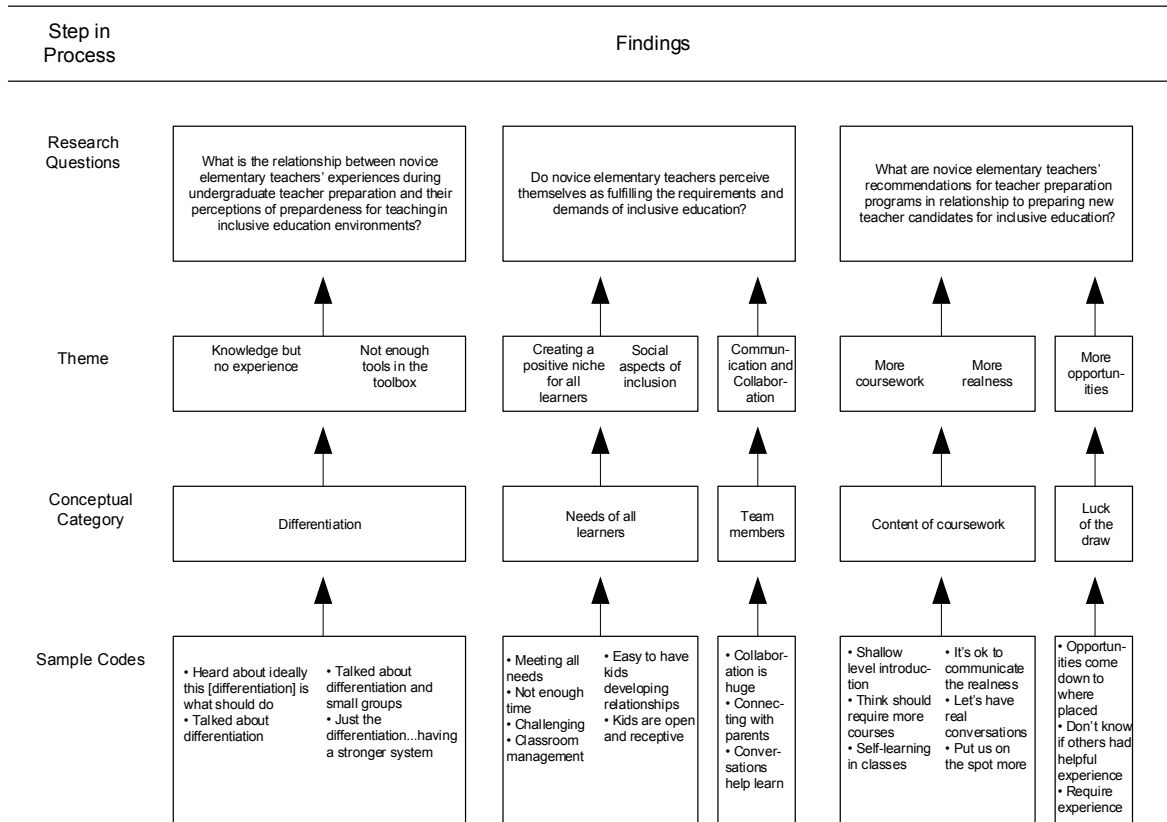 Step in
Process
Findings
Research
Questions
What is the relationship between novice
elementary teachers' experiences during
undergraduate teacher preparation and their
perceptions of prepardeness for teaching in
inclusive education environments?
Do novice elementary teachers perceive
themselves as fulfilling the requirements and
demands of inclusive education?
What are novice elementary teachers'
recommendations for teacher preparation
programs in relationship to preparing new
teacher candidates for inclusive education?
Theme
Knowledge but
no experience
Not enough
tools in the
toolbox
Creating a
positive niche
for all
learners
Social
aspects of
inclusion
Commun-
ication and
Collabor-
ation
More
coursework
More
realness
More
opportun-
ities
Conceptual
Category
Differentiation
Needs of all
learners
Team
members
Content of coursework
Luck
of the
draw
Sample Codes
• Heard about ideally
this [differentiation] is
what should do
• Talked about
differentiation
• Talked about
differentiation and
small groups
• Just the
differentiation...having
a stronger system
• Meeting all
needs
• Not enough
time
• Challenging
• Classroom
management
• Easy to have
kids
developing
relationships
• Kids are open
and receptive
• Collabor-
ation is
huge
• Connec-
ting with
parents
• Conver-
sations
help learn
• Shallow
level introduc-
tion
• Think should
require more
courses
• Self-learning
in classes
• It's ok to
communicate
the realness
• Let's have
real
conversations
• Put us on
the spot more
• Opportun-
ities come
down to
where
placed
• Don't know
if others had
helpful
experience
• Require
experience